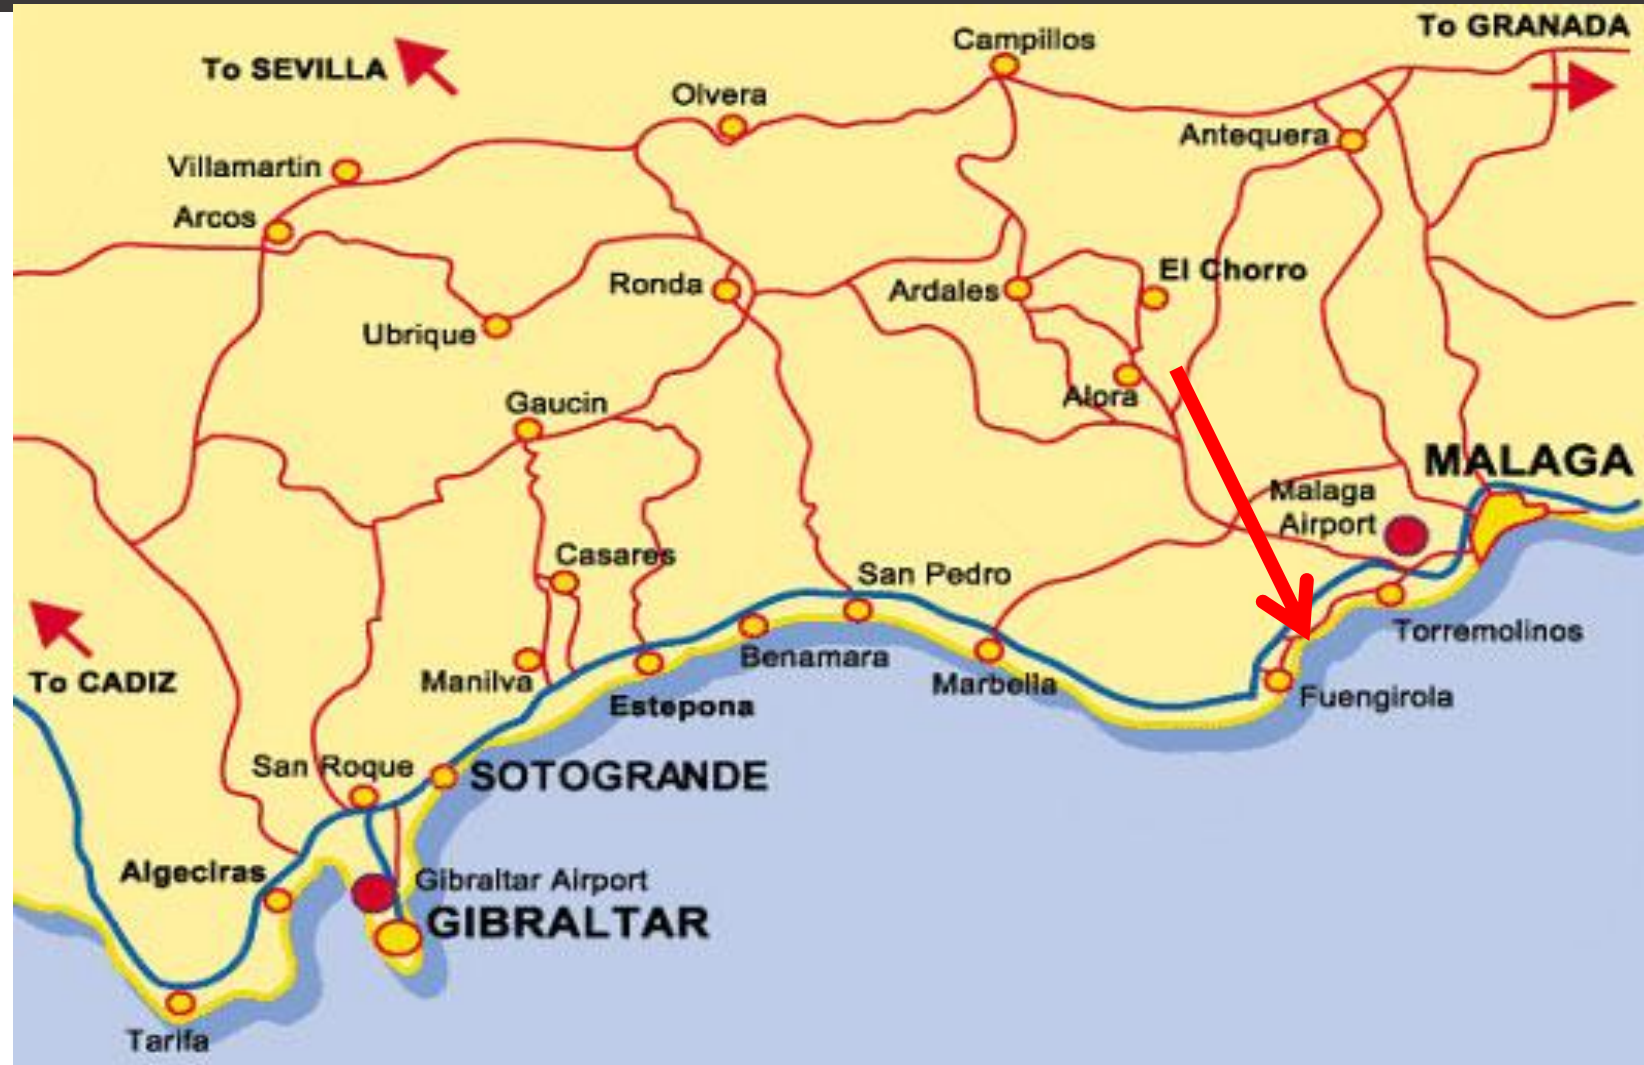 To GRANADA
Campillos
To SEVILLA
Olvera
Antequera
Villamartin
Arcos
El Chorro
Ronda
Ardales
Ubrique
Alora
Gaucin
MALAGA
Malaga
Airport
Casares
San Pedro
Torremolinos
Benamara
To CADIZ
Manilva
Marbella
Fuengirola
Estepona
San Roque
SOTOGRANDE
Algeciras
Gibraltar Airport
GIBRALTAR
Tarifa